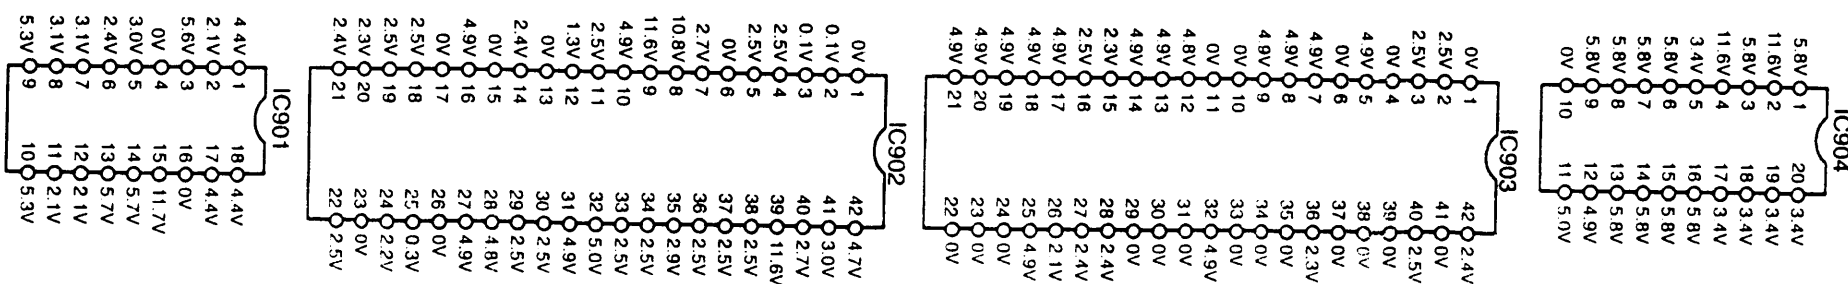 IC904
5.8V 1 20 3.4V
11.6V 2 19 3.4V
5.8V 3 18 3.4V
11.6V 4 17 3.4V
3.4V 5 16 5.8V
5.8V 6 15 5.8V
5.8V 7 14 5.8V
5.8V 8 13 5.8V
5.8V 9 12 4.9V
0V 10 11 5.0V
IC903
0V 1 42 2.4V
2.5V 2 41 0V
2.5V 3 40 2.5V
0V 4 39 0V
4.9V 5 38 0V
0V 6 37 0V
4.9V 7 36 2.3V
4.9V 8 35 0V
4.9V 9 34 0V
0V 10 33 0V
0V 11 32 4.9V
4.8V 12 31 0V
4.9V 13 30 0V
4.9V 14 29 0V
2.3V 15 28 2.4V
2.5V 16 27 2.4V
4.9V 17 26 2.1V
4.9V 18 25 4.9V
4.9V 19 24 0V
4.9V 20 23 0V
4.9V 21 22 0V
IC902
0V 1 42 4.7V
0.1V 2 41 3.0V
0.1V 3 40 2.7V
2.5V 4 39 11.6V
2.5V 5 38 2.5V
0V 6 37 2.5V
2.7V 7 36 2.5V
10.8V 8 35 2.9V
11.6V 9 34 2.5V
4.9V 10 33 2.5V
2.5V 11 32 5.0V
1.3V 12 31 4.9V
0V 13 30 2.5V
2.4V 14 29 2.5V
0V 15 28 4.8V
4.9V 16 27 4.9V
0V 17 26 0V
2.5V 18 25 0.3V
2.5V 19 24 2.2V
2.3V 20 23 0V
2.4V 21 22 2.5V
IC901
4.4V 1 18 4.4V
2.1V 2 17 4.4V
5.6V 3 16 0V
0V 4 15 11.7V
3.0V 5 14 5.7V
2.4V 6 13 5.7V
3.1V 7 12 2.1V
3.1V 8 11 2.1V
5.3V 9 10 5.3V